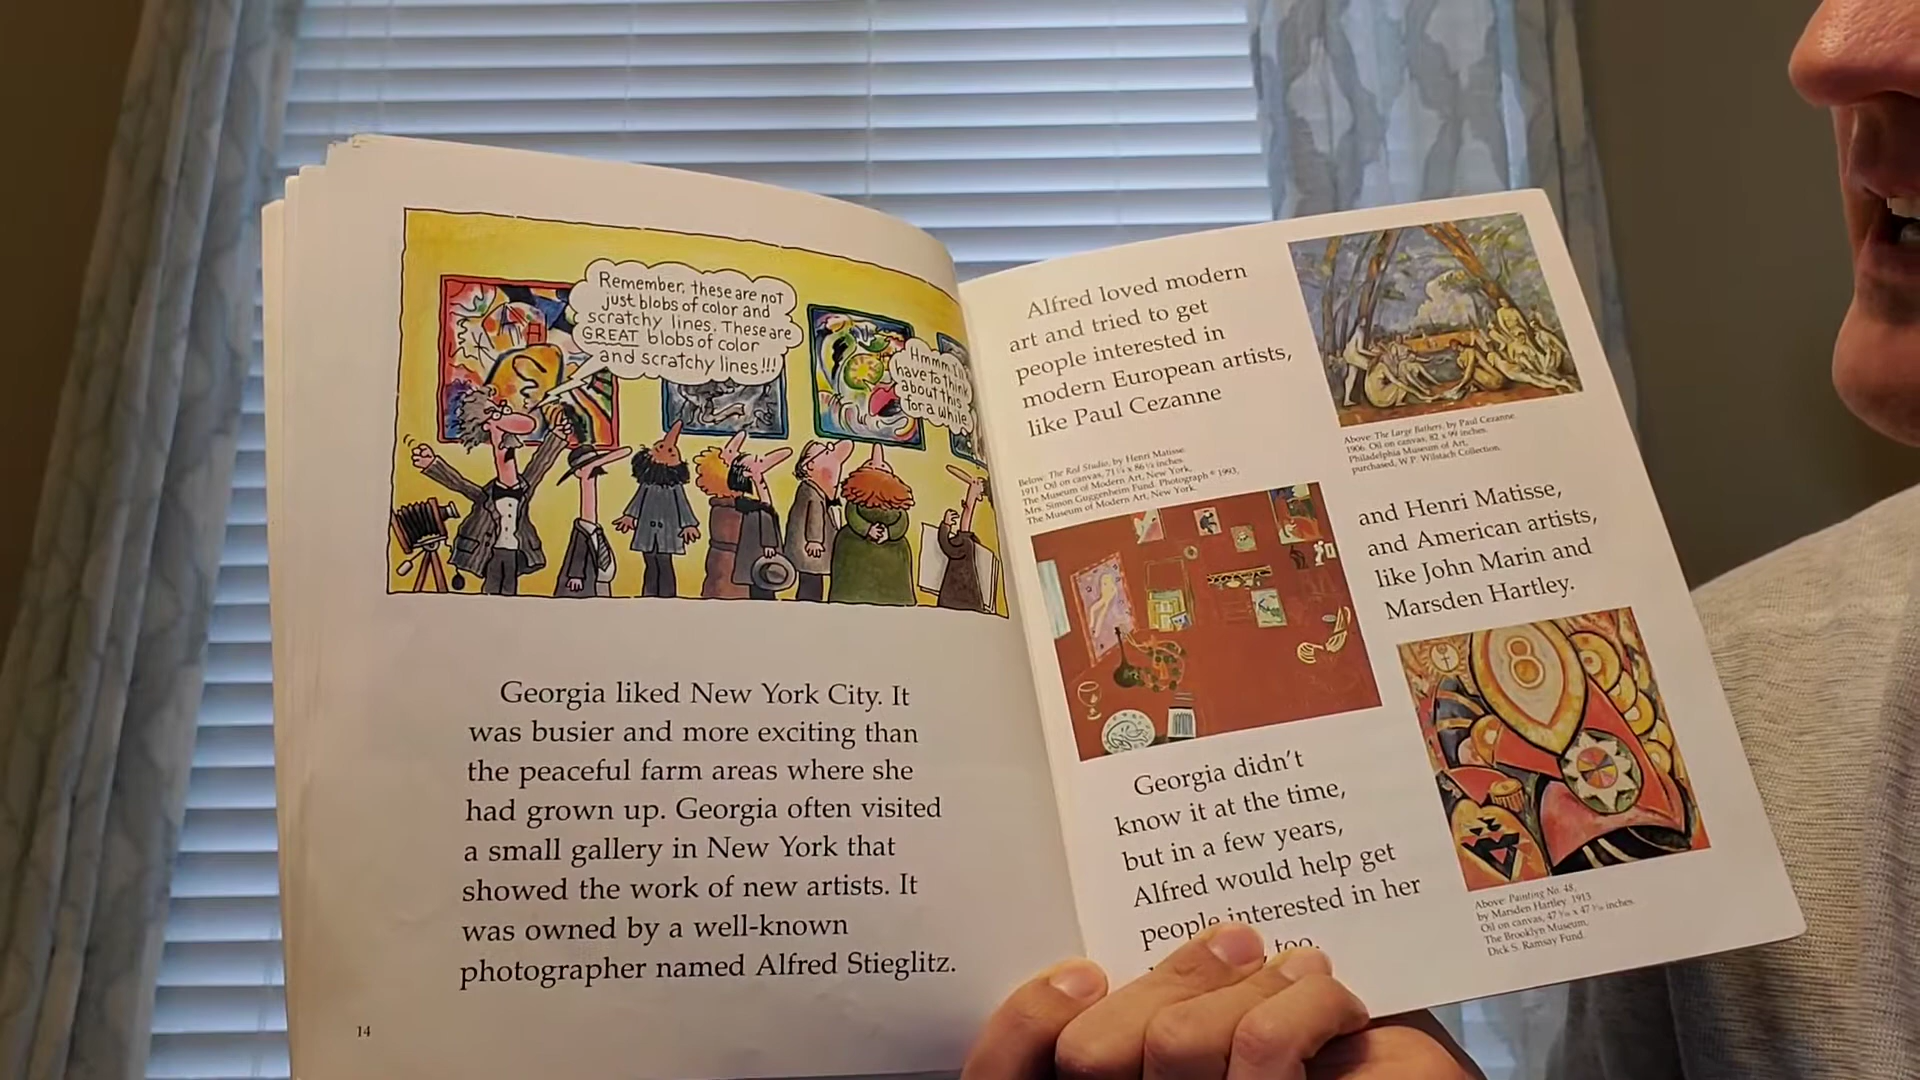 Remember, these are not
just blobs of color and
scratchy lines. These are
GREAT blobs of color
and scratchy lines!!!
Hmmm I'll
have to think
about this
for a while
Georgia liked New York City. It
was busier and more exciting than
the peaceful farm areas where she
had grown up. Georgia often visited
a small gallery in New York that
showed the work of new artists. It
was owned by a well-known
photographer named Alfred Stieglitz.
14
Alfred loved modern
art and tried to get
people interested in
modern European artists,
like Paul Cezanne
Above: The Large Bathers, by Paul Cezanne.
1906. Oil on canvas, 82 x 99 inches.
Philadelphia Museum of Art,
purchased, W.P. Wilstach Collection.
Below: The Red Studio, by Henri Matisse.
1911. Oil on canvas, 71 1/4 x 86 1/4 inches.
The Museum of Modern Art, New York,
Mrs. Simon Guggenheim Fund. Photograph © 1993,
The Museum of Modern Art, New York.
and Henri Matisse,
and American artists,
like John Marin and
Marsden Hartley.
8
Georgia didn't
know it at the time,
but in a few years,
Alfred would help get
people interested in her
too.
Above: Painting No. 48,
by Marsden Hartley. 1913.
Oil on canvas, 47 3/16 x 47 3/16 inches.
The Brooklyn Museum,
Dick S. Ramsay Fund.